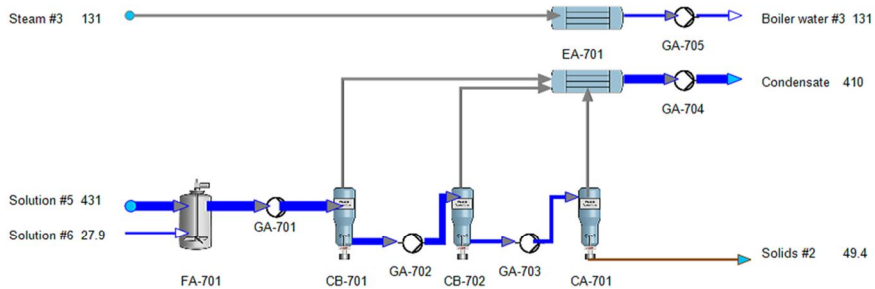 Steam #3 131
Boiler water #3 131
EA-701
GA-705
Condensate 410
GA-704
Solution #5 431
GA-701
Solution #6 27.9
GA-702
GA-703
Solids #2 49.4
FA-701
CB-701
CB-702
CA-701